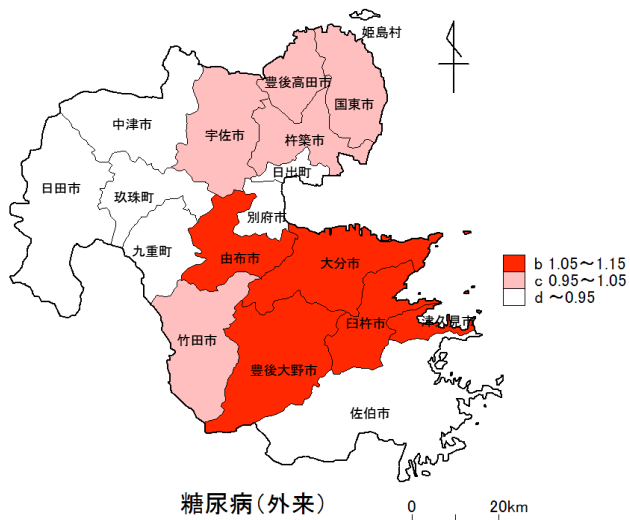 姫島村
豊後高田市
国東市
中津市
宇佐市
杵築市
日出町
日田市
玖珠町
別府市
九重町
由布市
大分市
b 1.05～1.15
c 0.95～1.05
d ～0.95
津久見市
臼杵市
竹田市
豊後大野市
佐伯市
糖尿病(外来)
0 20km